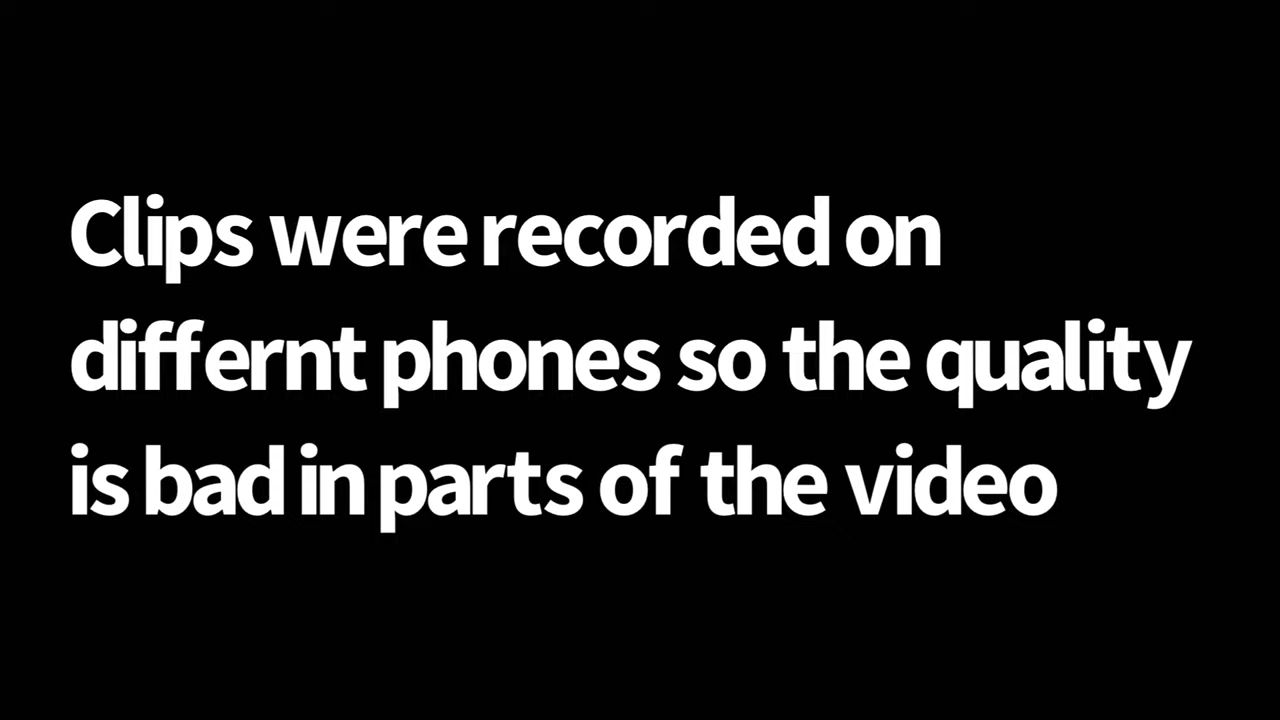 Clips were recorded on
differnt phones so the quality
is bad in parts of the video